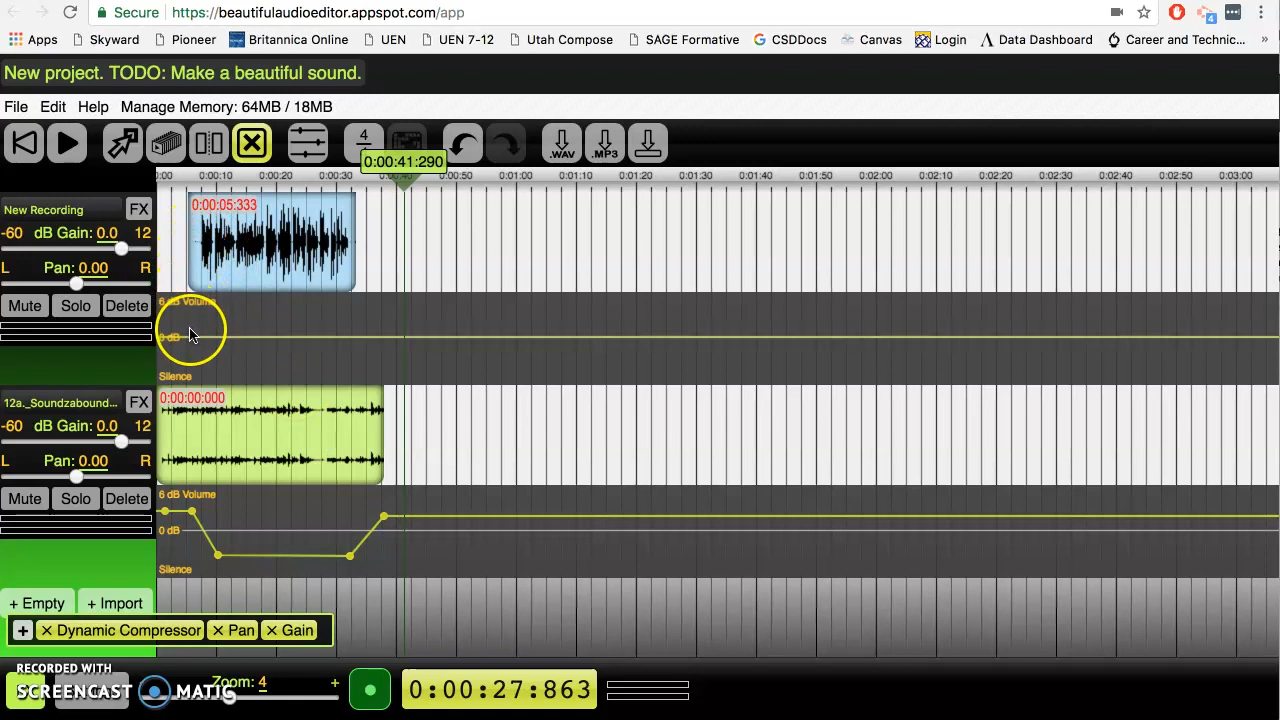 Secure https://beautifulaudioeditor.appspot.com/app
4
Apps Skyward Pioneer Britannica Online UEN UEN 7-12 Utah Compose SAGE Formative CSDDocs Canvas Login Data Dashboard Career and Technic... »
New project. TODO: Make a beautiful sound.
File Edit Help Manage Memory: 64MB / 18MB
4 .WAV .MP3
0:00:41:290
:00 0:00:10 0:00:20 0:00:30 0:00:50 0:01:00 0:01:10 0:01:20 0:01:30 0:01:40 0:01:50 0:02:00 0:02:10 0:02:20 0:02:30 0:02:40 0:02:50 0:03:00
New Recording FX 0:00:05:333
-60 dB Gain: 0.0 12
L Pan: 0.00 R
Mute Solo Delete
6 dB Volume
0 dB
Silence
12a._Soundzabound... FX 0:00:00:000
-60 dB Gain: 0.0 12
L Pan: 0.00 R
Mute Solo Delete
6 dB Volume
0 dB
Silence
+ Empty + Import
+ × Dynamic Compressor × Pan × Gain
RECORDED WITH
SCREENCAST MATIC
Zoom: 4 +
0:00:27:863